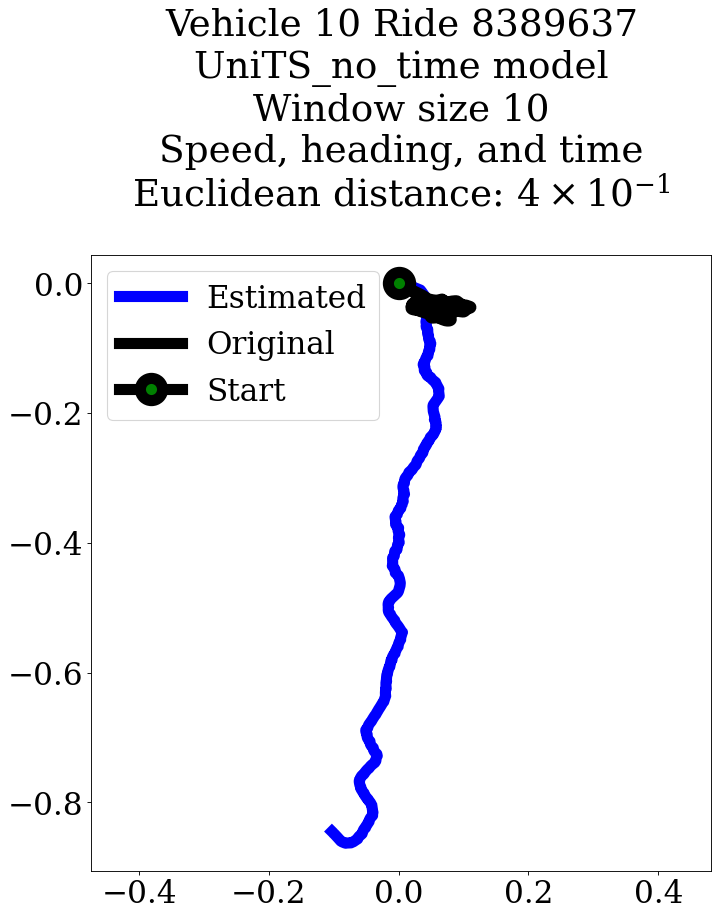 Vehicle 10 Ride 8389637
UniTS_no_time model
Window size 10
Speed, heading, and time
Euclidean distance: 4 × 10⁻¹
Estimated
Original
Start
0.0
−0.2
−0.4
−0.6
−0.8
−0.4
−0.2
0.0
0.2
0.4